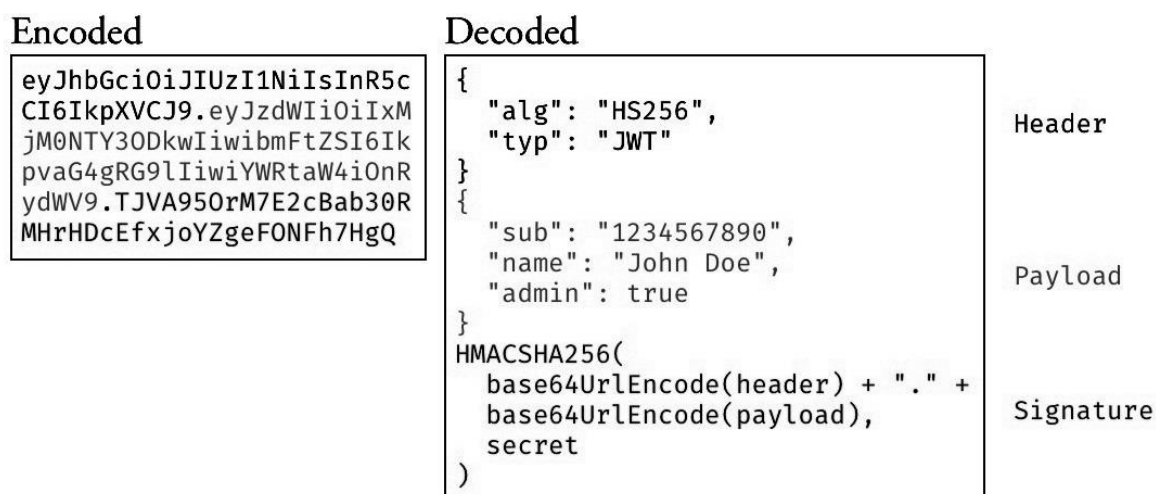 Encoded
eyJhbGciOiJIUzI1NiIsInR5c
CI6IkpXVCJ9.eyJzdWIiOiIxM
jM0NTY3ODkwIiwibmFtZSI6Ik
pvaG4gRG9lIiwiYWRtaW4iOnR
ydWV9.TJVA95OrM7E2cBab30R
MHrHDcEfxjoYZgeFONFh7HgQ
Decoded
{
  "alg": "HS256",
  "typ": "JWT"
}
{
  "sub": "1234567890",
  "name": "John Doe",
  "admin": true
}
HMACSHA256(
  base64UrlEncode(header) + "." +
  base64UrlEncode(payload),
  secret
)
Header
Payload
Signature